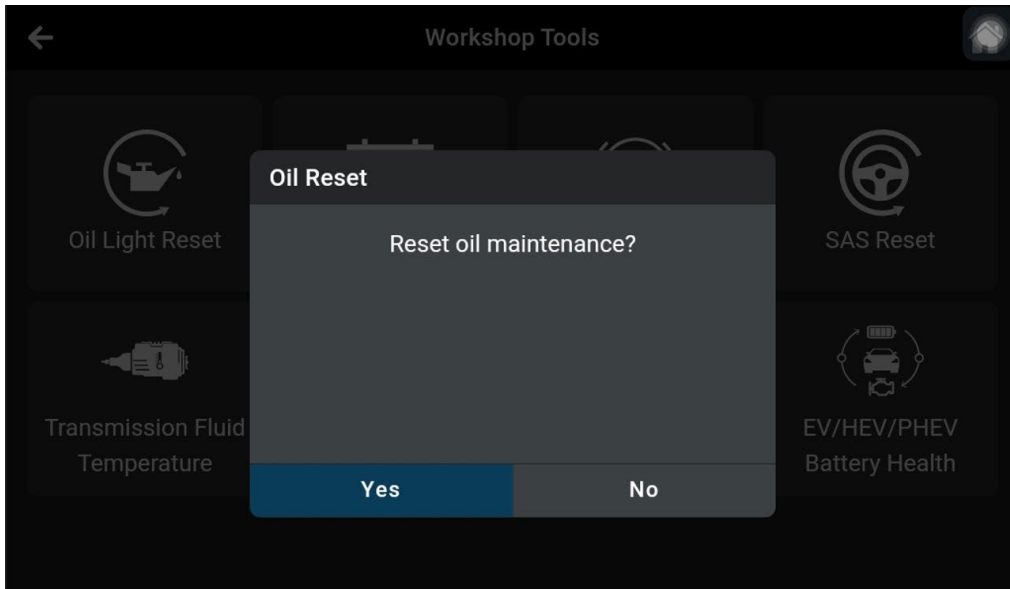 Workshop Tools
Oil Light Reset
SAS Reset
Transmission Fluid
Temperature
EV/HEV/PHEV
Battery Health
Oil Reset
Reset oil maintenance?
Yes
No